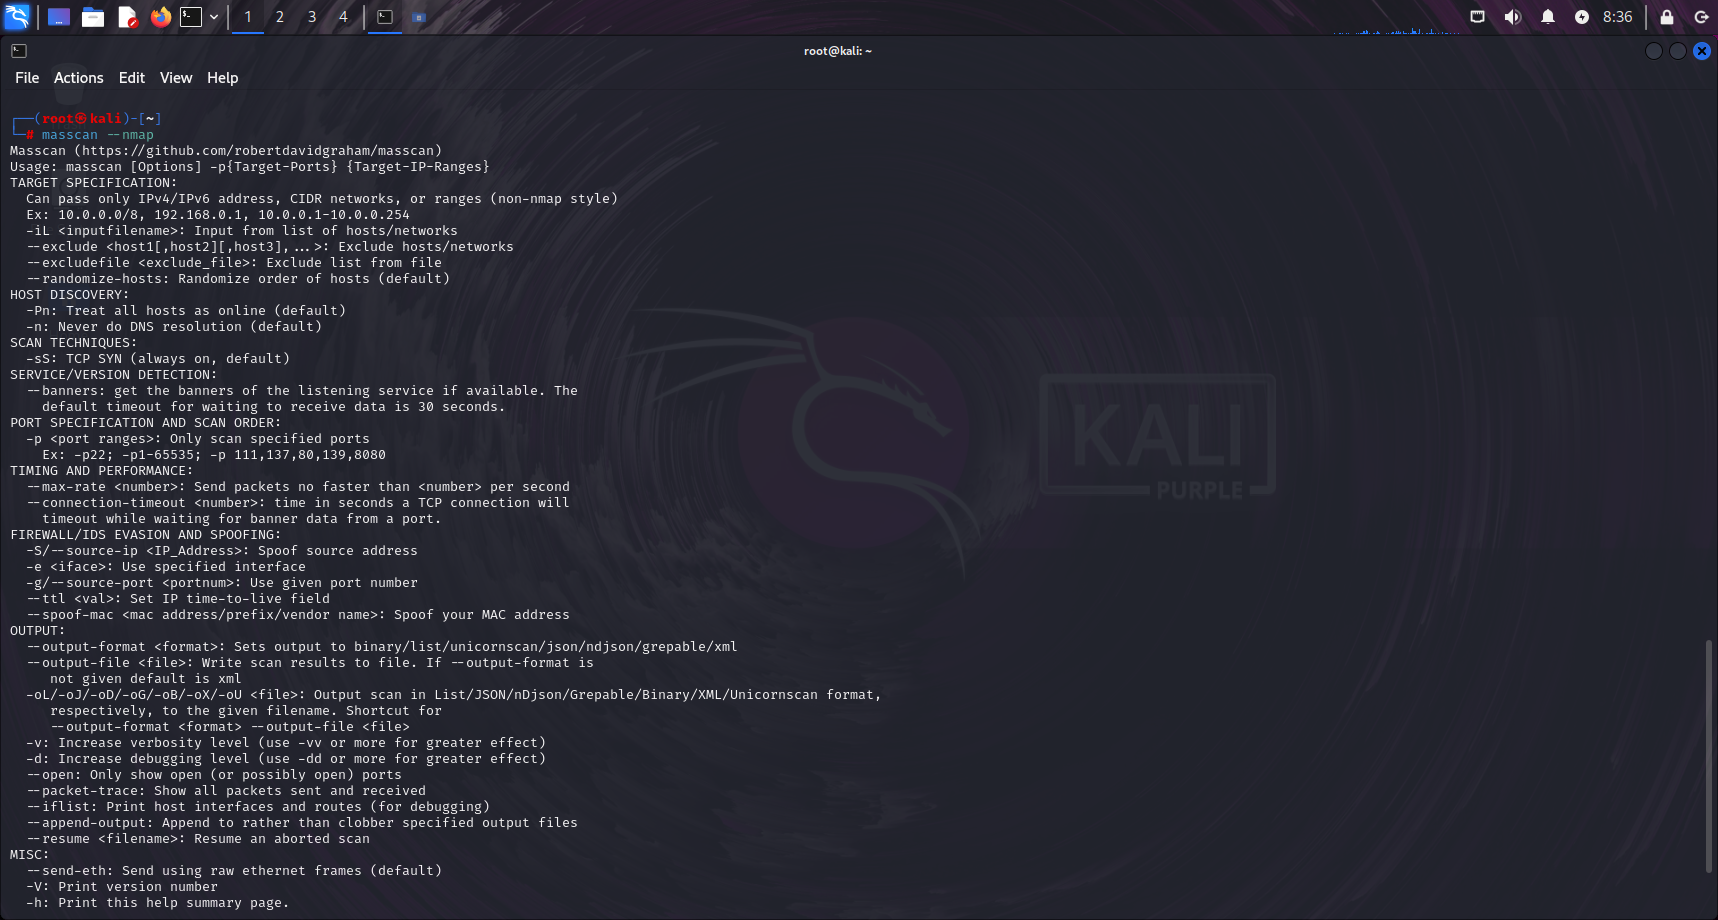 1 2 3 4 8:36
root@kali: ~
File Actions Edit View Help
┌──(root㉿kali)-[~]
└─# masscan --nmap
Masscan (https://github.com/robertdavidgraham/masscan)
Usage: masscan [Options] -p{Target-Ports} {Target-IP-Ranges}
TARGET SPECIFICATION:
  Can pass only IPv4/IPv6 address, CIDR networks, or ranges (non-nmap style)
  Ex: 10.0.0.0/8, 192.168.0.1, 10.0.0.1-10.0.0.254
  -iL <inputfilename>: Input from list of hosts/networks
  --exclude <host1[,host2][,host3],...>: Exclude hosts/networks
  --excludefile <exclude_file>: Exclude list from file
  --randomize-hosts: Randomize order of hosts (default)
HOST DISCOVERY:
  -Pn: Treat all hosts as online (default)
  -n: Never do DNS resolution (default)
SCAN TECHNIQUES:
  -sS: TCP SYN (always on, default)
SERVICE/VERSION DETECTION:
  --banners: get the banners of the listening service if available. The
    default timeout for waiting to receive data is 30 seconds.
PORT SPECIFICATION AND SCAN ORDER:
  -p <port ranges>: Only scan specified ports
    Ex: -p22; -p1-65535; -p 111,137,80,139,8080
TIMING AND PERFORMANCE:
  --max-rate <number>: Send packets no faster than <number> per second
  --connection-timeout <number>: time in seconds a TCP connection will
    timeout while waiting for banner data from a port.
FIREWALL/IDS EVASION AND SPOOFING:
  -S/--source-ip <IP_Address>: Spoof source address
  -e <iface>: Use specified interface
  -g/--source-port <portnum>: Use given port number
  --ttl <val>: Set IP time-to-live field
  --spoof-mac <mac address/prefix/vendor name>: Spoof your MAC address
OUTPUT:
  --output-format <format>: Sets output to binary/list/unicornscan/json/ndjson/grepable/xml
  --output-file <file>: Write scan results to file. If --output-format is
     not given default is xml
  -oL/-oJ/-oD/-oG/-oB/-oX/-oU <file>: Output scan in List/JSON/nDjson/Grepable/Binary/XML/Unicornscan format,
     respectively, to the given filename. Shortcut for
     --output-format <format> --output-file <file>
  -v: Increase verbosity level (use -vv or more for greater effect)
  -d: Increase debugging level (use -dd or more for greater effect)
  --open: Only show open (or possibly open) ports
  --packet-trace: Show all packets sent and received
  --iflist: Print host interfaces and routes (for debugging)
  --append-output: Append to rather than clobber specified output files
  --resume <filename>: Resume an aborted scan
MISC:
  --send-eth: Send using raw ethernet frames (default)
  -V: Print version number
  -h: Print this help summary page.
KALI
PURPLE